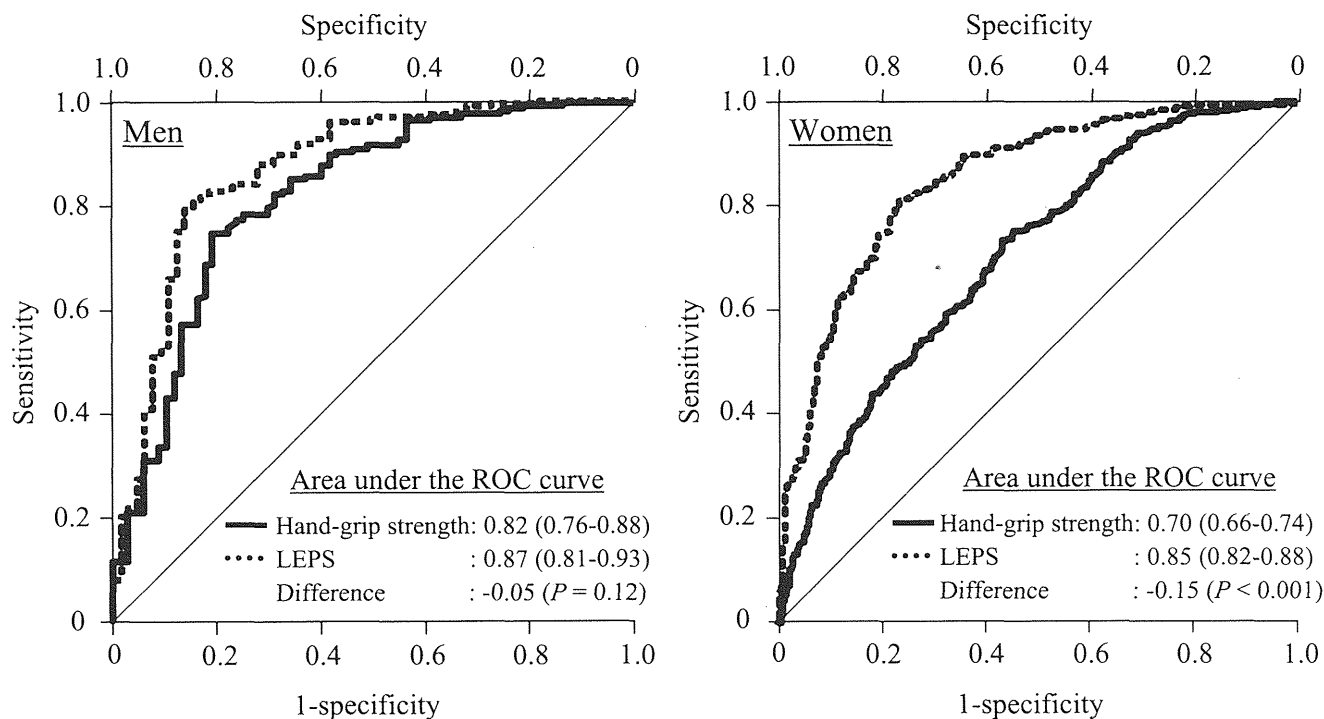 Specificity
1.0 0.8 0.6 0.4 0.2 0
Men
1.0
0.8
0.6
0.4
0.2
0
Sensitivity
Area under the ROC curve
Hand-grip strength: 0.82 (0.76-0.88)
LEPS : 0.87 (0.81-0.93)
Difference : -0.05 (P = 0.12)
0 0.2 0.4 0.6 0.8 1.0
1-specificity
Specificity
1.0 0.8 0.6 0.4 0.2 0
Women
1.0
0.8
0.6
0.4
0.2
0
Sensitivity
Area under the ROC curve
Hand-grip strength: 0.70 (0.66-0.74)
LEPS : 0.85 (0.82-0.88)
Difference : -0.15 (P < 0.001)
0 0.2 0.4 0.6 0.8 1.0
1-specificity